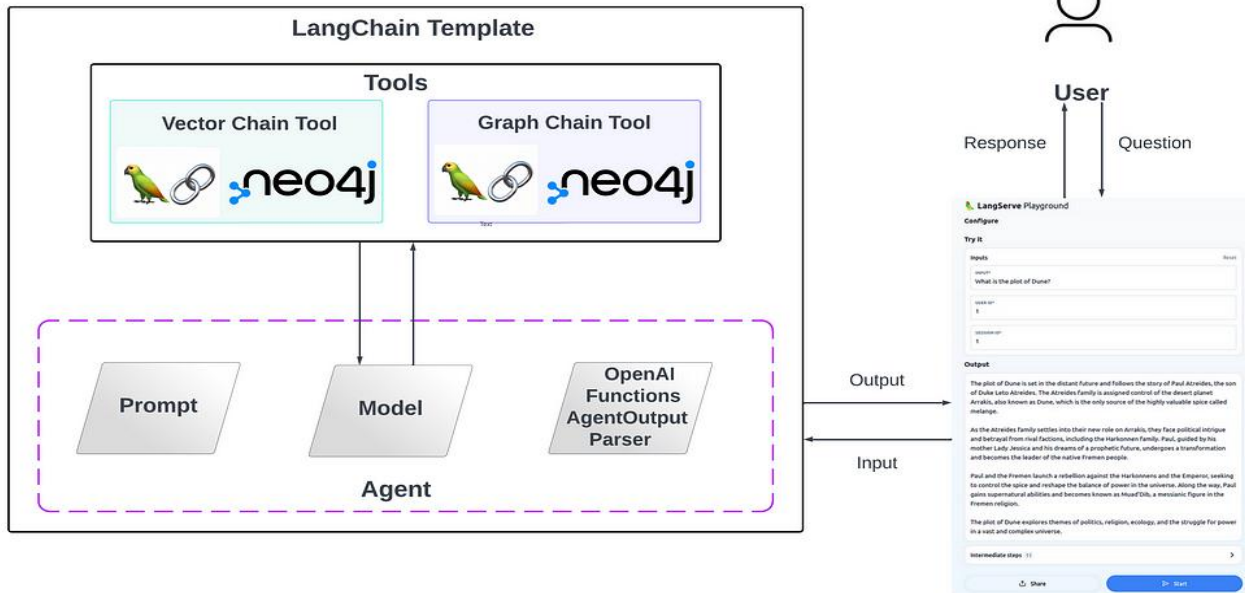 LangChain Template
Tools
Vector Chain Tool
Graph Chain Tool
neo4j
neo4j
Text
Prompt
Model
OpenAI
Functions
AgentOutput
Parser
Agent
Output
Input
User
Response
Question
LangServe Playground
Configure
Try it
Inputs
Reset
INPUT*
What is the plot of Dune?
USER ID*
1
SESSION ID*
1
Output
The plot of Dune is set in the distant future and follows the story of Paul Atreides, the son
of Duke Leto Atreides. The Atreides family is assigned control of the desert planet
Arrakis, also known as Dune, which is the only source of the highly valuable spice called
melange.
As the Atreides family settles into their new role on Arrakis, they face political intrigue
and betrayal from rival factions, including the Harkonnen family. Paul, guided by his
mother Lady Jessica and his dreams of a prophetic future, undergoes a transformation
and becomes the leader of the native Fremen people.
Paul and the Fremen launch a rebellion against the Harkonnens and the Emperor, seeking
to control the spice and reshape the balance of power in the universe. Along the way, Paul
gains supernatural abilities and becomes known as Muad'Dib, a messianic figure in the
Fremen religion.
The plot of Dune explores themes of politics, religion, ecology, and the struggle for power
in a vast and complex universe.
Intermediate steps
Share
Start